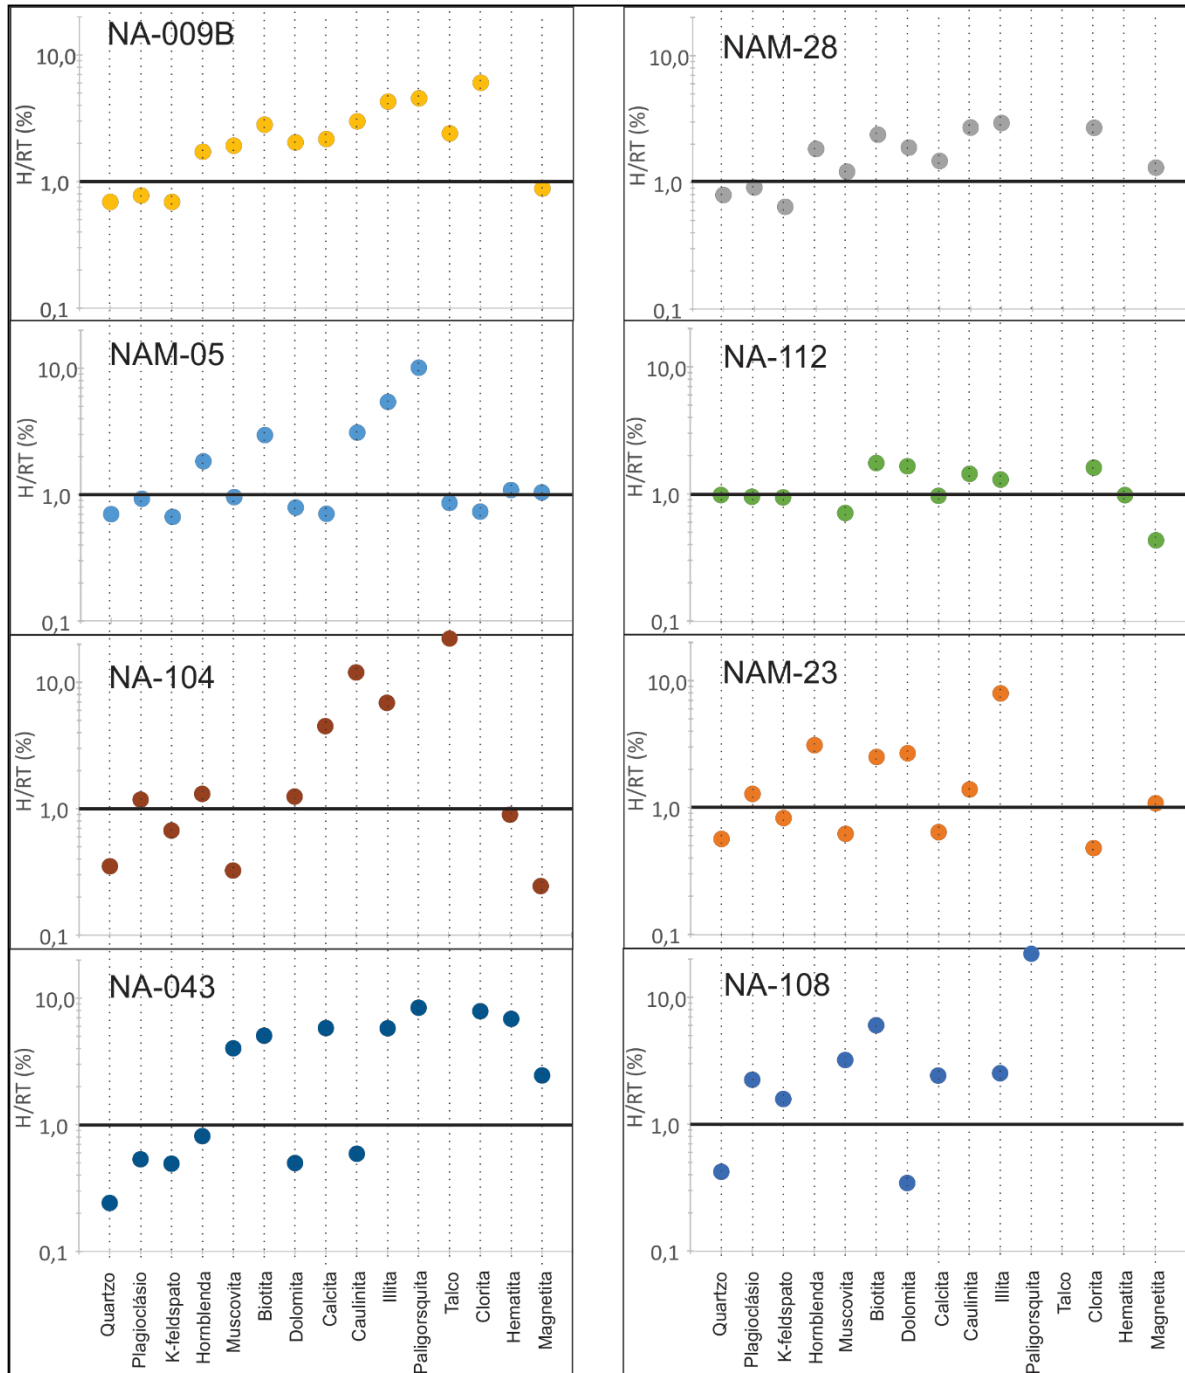 NA-009B
10,0
1,0
0,1
H/RT (%)
NAM-28
10,0
1,0
0,1
H/RT (%)
NAM-05
10,0
1,0
0,1
H/RT (%)
NA-112
10,0
1,0
0,1
H/RT (%)
NA-104
10,0
1,0
0,1
H/RT (%)
NAM-23
10,0
1,0
0,1
H/RT (%)
NA-043
10,0
1,0
0,1
H/RT (%)
NA-108
10,0
1,0
0,1
H/RT (%)
Quartzo
Plagioclásio
K-feldspato
Hornblenda
Muscovita
Biotita
Dolomita
Calcita
Caulinita
Illita
Paligorsquita
Talco
Clorita
Hematita
Magnetita
Quartzo
Plagioclásio
K-feldspato
Hornblenda
Muscovita
Biotita
Dolomita
Calcita
Caulinita
Illita
Paligorsquita
Talco
Clorita
Hematita
Magnetita